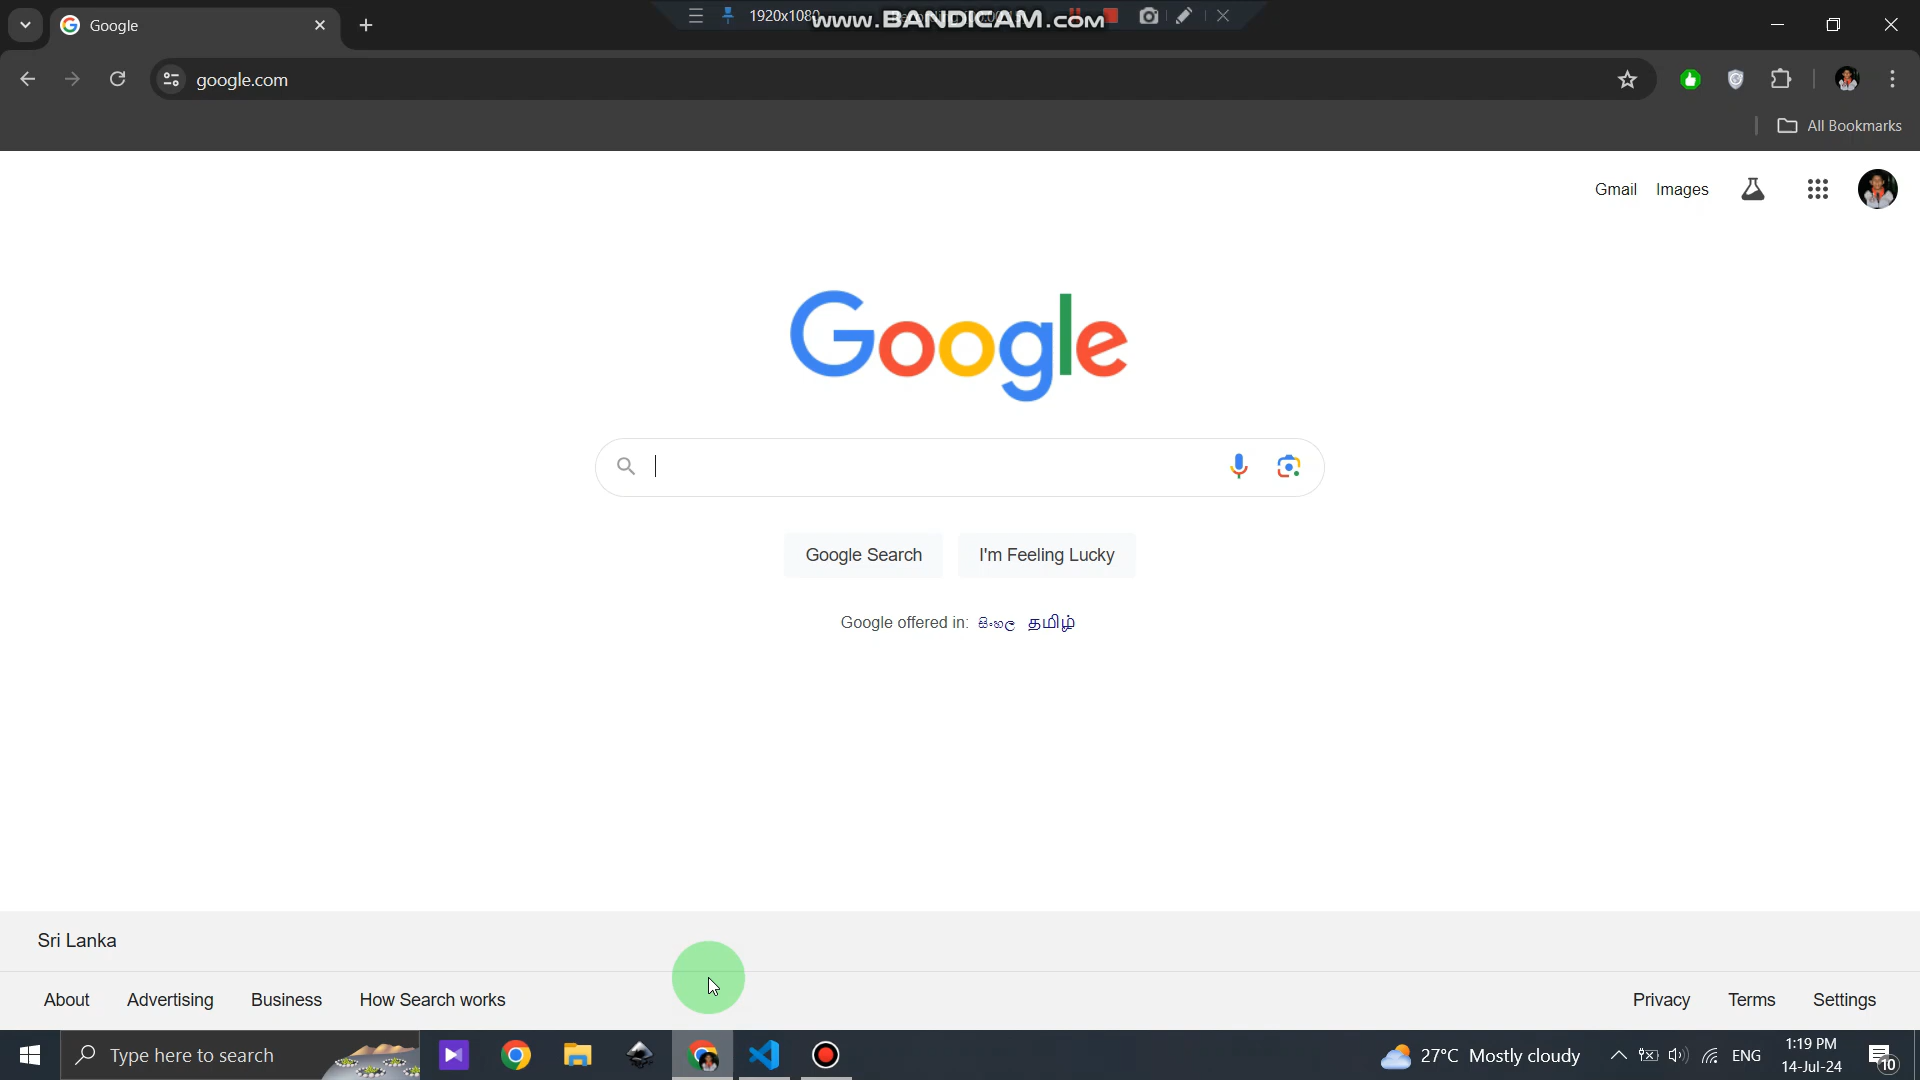 Google
1920x1080
www.BANDICAM.com
google.com
All Bookmarks
Gmail Images
Google
Google Search I'm Feeling Lucky
Google offered in: සිංහල தமிழ்
Sri Lanka
About Advertising Business How Search works
Privacy Terms Settings
Type here to search
27°C Mostly cloudy
ENG
1:19 PM
14-Jul-24
10